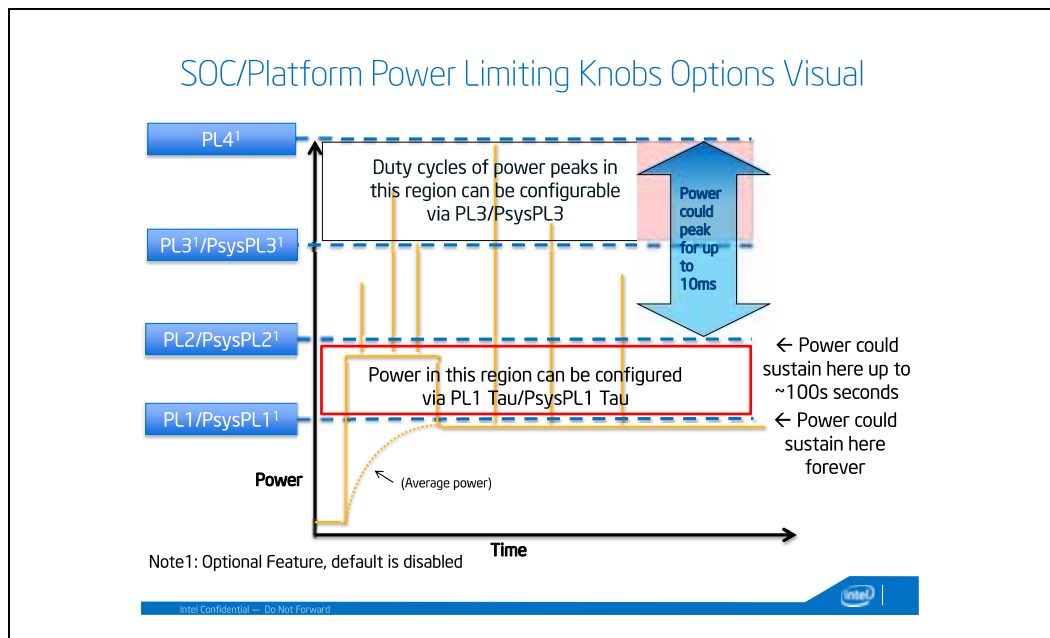 SOC/Platform Power Limiting Knobs Options Visual
PL4¹
Duty cycles of power peaks in
this region can be configurable
via PL3/PsysPL3
Power
could
peak
for up
to
10ms
PL3¹/PsysPL3¹
PL2/PsysPL2¹
← Power could
sustain here up to
~100s seconds
Power in this region can be configured
via PL1 Tau/PsysPL1 Tau
PL1/PsysPL1¹
← Power could
sustain here
forever
Power
(Average power)
Time
Note1: Optional Feature, default is disabled
Intel Confidential — Do Not Forward
intel